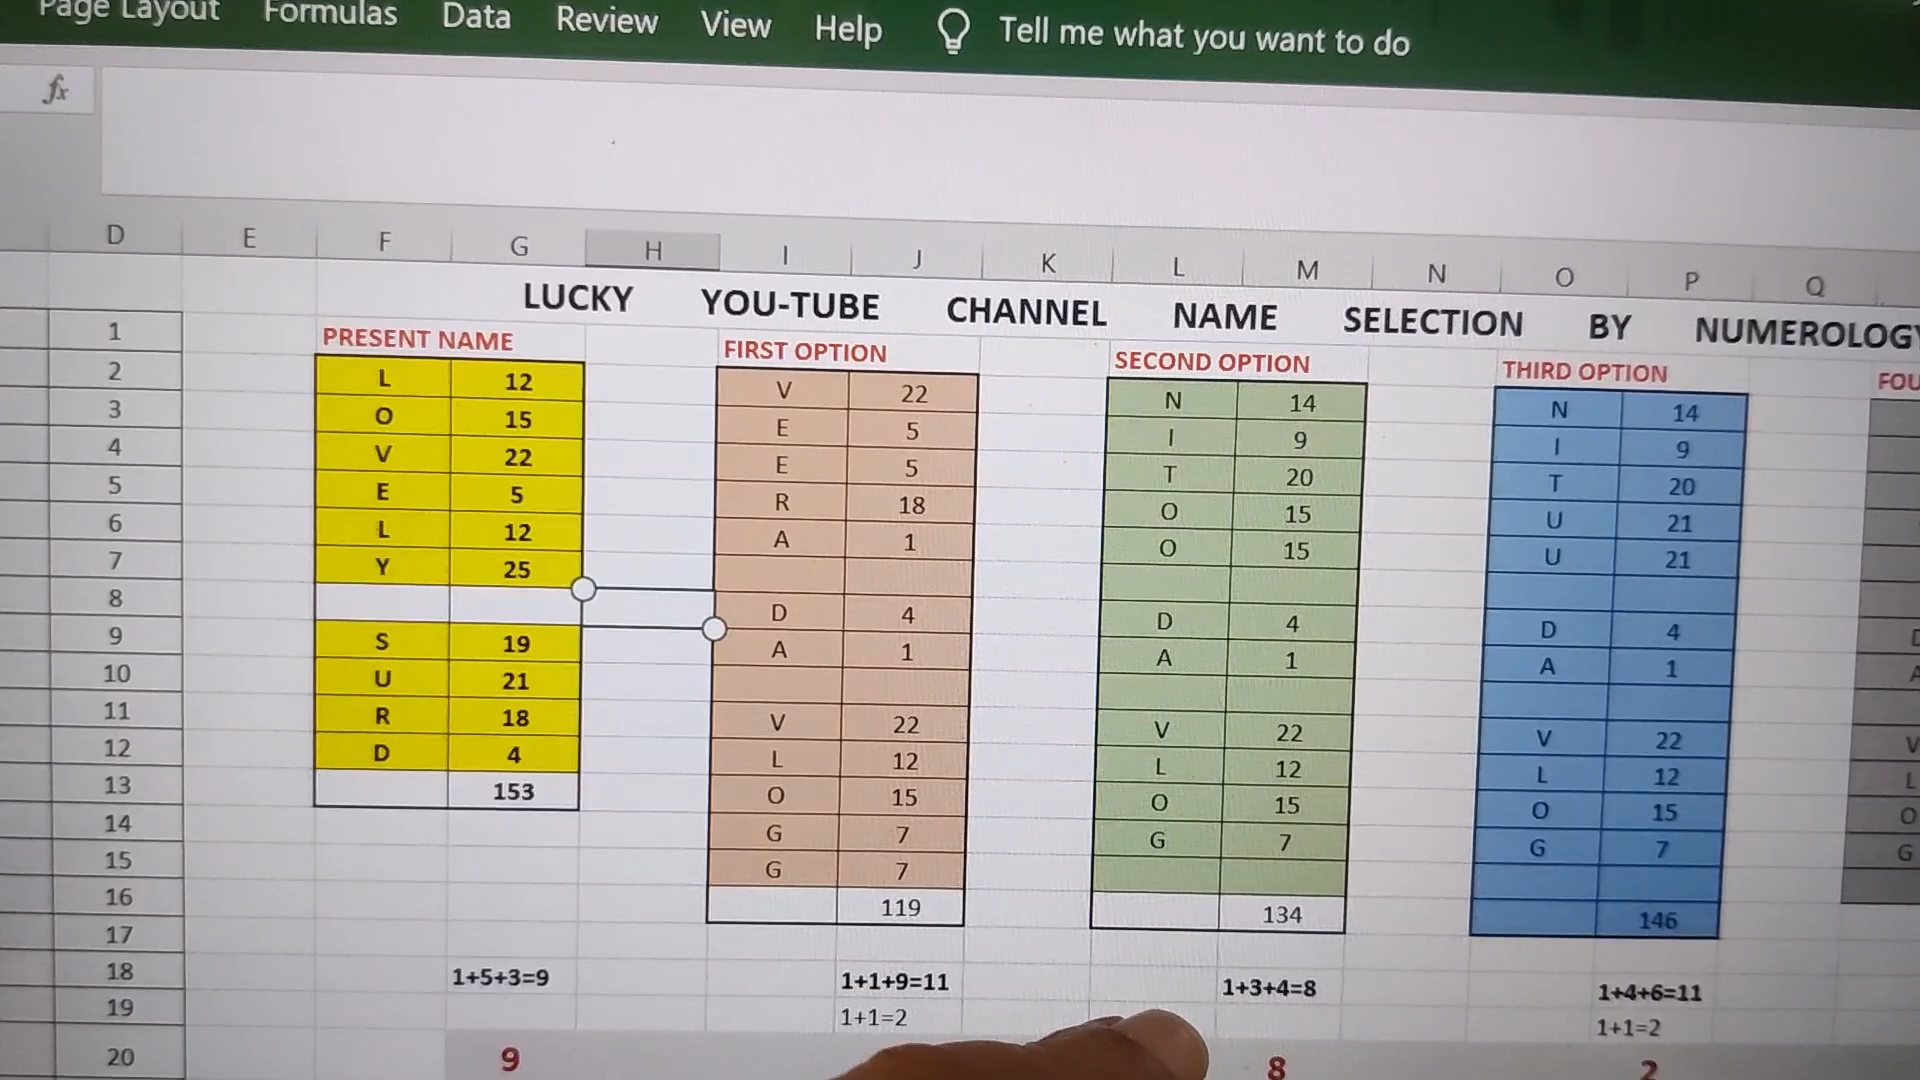 Page Layout Formulas Data Review View Help Tell me what you want to do
fx
D E F G H I J K L M N O P Q
LUCKY YOU-TUBE CHANNEL NAME SELECTION BY NUMEROLOGY
1 PRESENT NAME FIRST OPTION SECOND OPTION THIRD OPTION FOU
2 L 12 V 22 N 14 N 14
3 O 15 E 5 I 9 I 9
4 V 22 E 5 T 20 T 20
5 E 5 R 18 O 15 U 21
6 L 12 A 1 O 15 U 21
7 Y 25
8 D 4 D 4 D 4 D
9 S 19 A 1 A 1 A 1 A
10 U 21
11 R 18 V 22 V 22 V 22 V
12 D 4 L 12 L 12 L 12 L
13 153 O 15 O 15 O 15 O
14 G 7 G 7 G 7 G
15 G 7
16 119 134 146
17
18 1+5+3=9 1+1+9=11 1+3+4=8 1+4+6=11
19 1+1=2 1+1=2
20 9 8 2